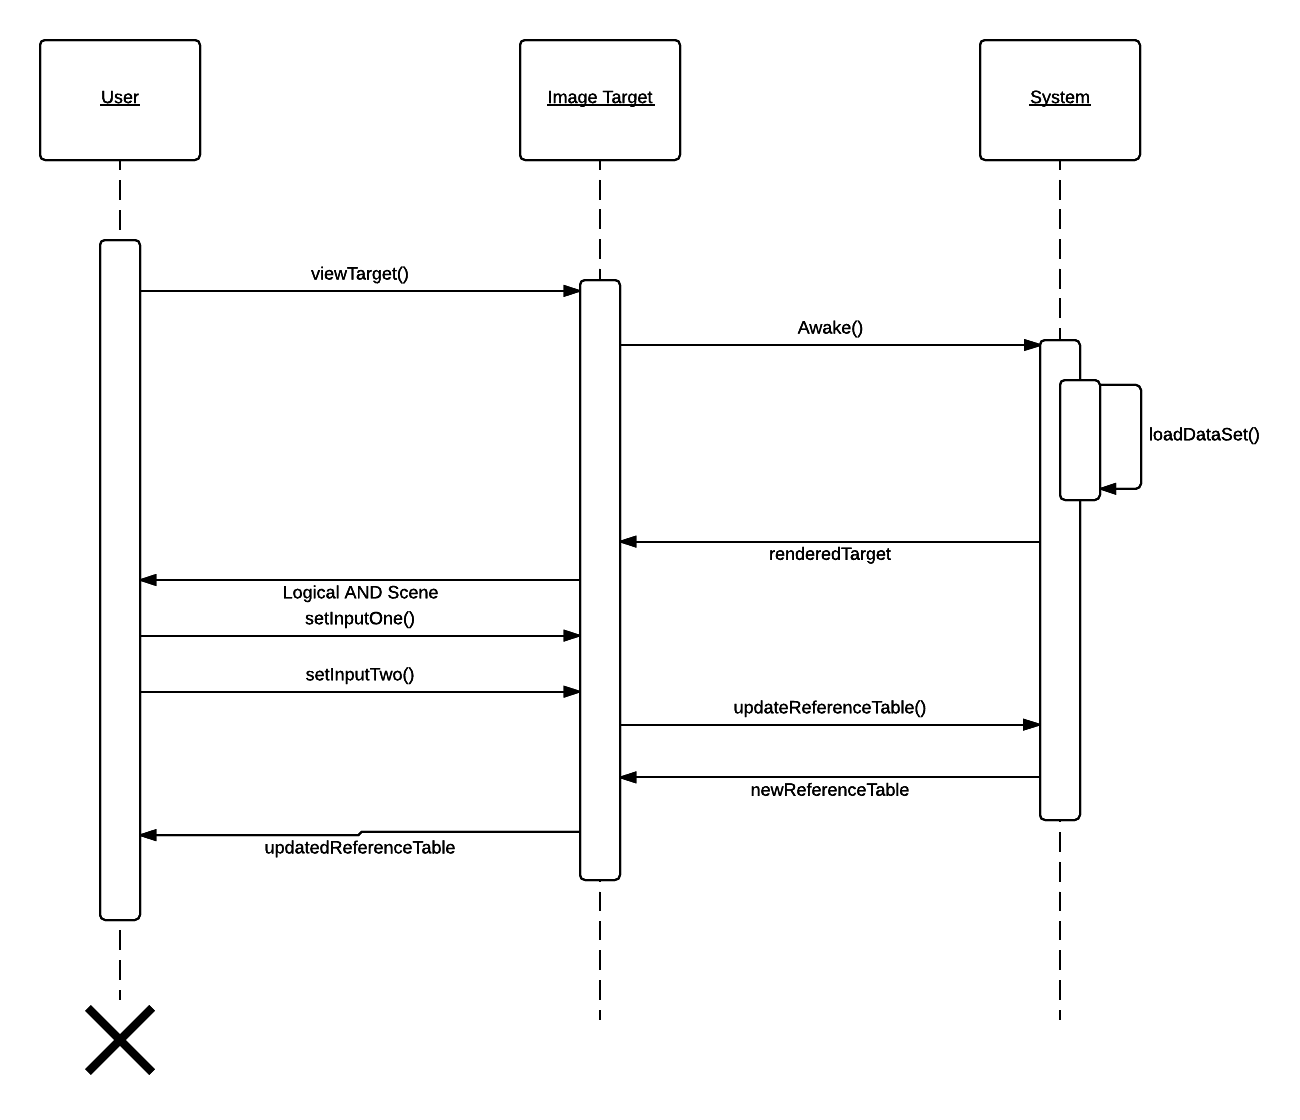 User
Image Target
System
viewTarget()
Awake()
loadDataSet()
renderedTarget
Logical AND Scene
setInputOne()
setInputTwo()
updateReferenceTable()
newReferenceTable
updatedReferenceTable